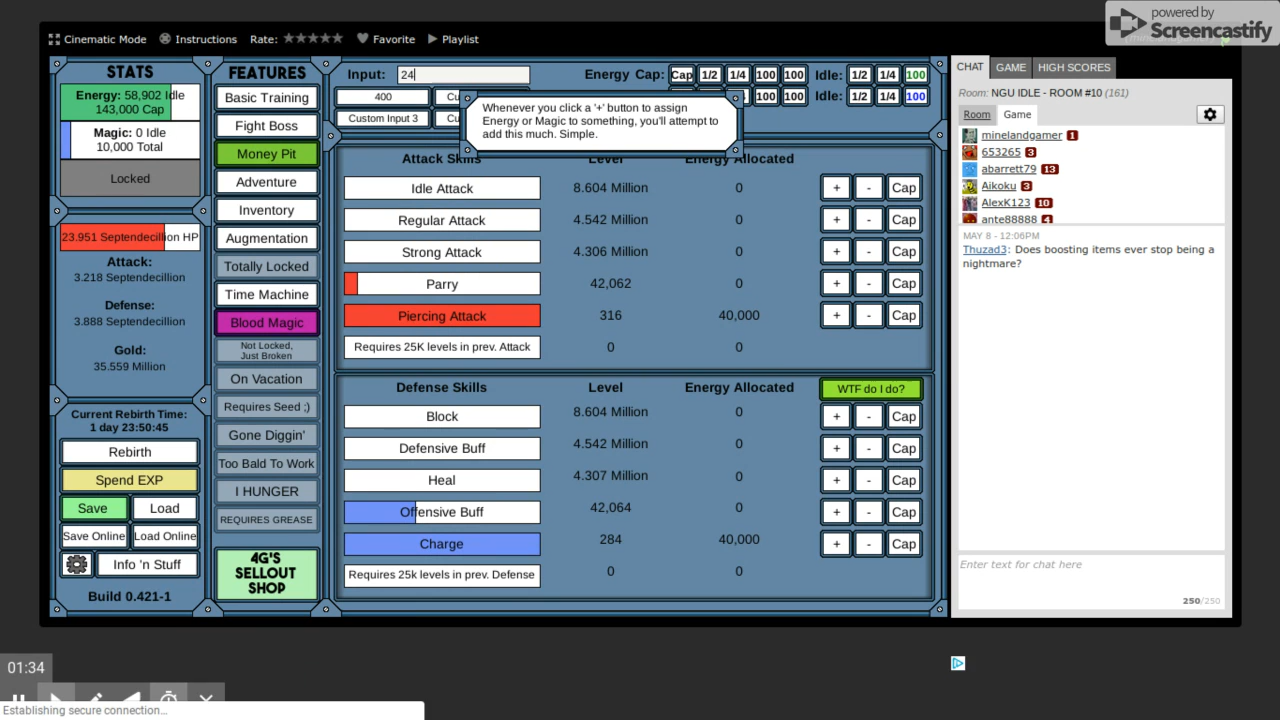 powered by
Screencastify
Cinematic Mode
Instructions
Rate:
Favorite
Playlist
STATS
Energy: 58,902 Idle
143,000 Cap
Magic: 0 Idle
10,000 Total
Locked
23.951 Septendecillion HP
Attack:
3.218 Septendecillion
Defense:
3.888 Septendecillion
Gold:
35.559 Million
Current Rebirth Time:
1 day 23:50:45
Rebirth
Spend EXP
Save
Load
Save Online
Load Online
Info 'n Stuff
Build 0.421-1
FEATURES
Basic Training
Fight Boss
Money Pit
Adventure
Inventory
Augmentation
Totally Locked
Time Machine
Blood Magic
Not Locked,
Just Broken
On Vacation
Requires Seed ;)
Gone Diggin'
Too Bald To Work
I HUNGER
REQUIRES GREASE
4G'S
SELLOUT
SHOP
Input: 24
Energy Cap: Cap 1/2 1/4 100 100 Idle: 1/2 1/4 100
400 Cu
1/4 100 100 Idle: 1/2 1/4 100
Custom Input 3 Cu
Whenever you click a '+' button to assign
Energy or Magic to something, you'll attempt to
add this much. Simple.
Attack Skills Level Energy Allocated
Idle Attack 8.604 Million 0 + - Cap
Regular Attack 4.542 Million 0 + - Cap
Strong Attack 4.306 Million 0 + - Cap
Parry 42,062 0 + - Cap
Piercing Attack 316 40,000 + - Cap
Requires 25K levels in prev. Attack 0 0
Defense Skills Level Energy Allocated WTF do I do?
Block 8.604 Million 0 + - Cap
Defensive Buff 4.542 Million 0 + - Cap
Heal 4.307 Million 0 + - Cap
Offensive Buff 42,064 0 + - Cap
Charge 284 40,000 + - Cap
Requires 25k levels in prev. Defense 0 0
CHAT GAME HIGH SCORES
Room: NGU IDLE - ROOM #10 (161)
Room Game
minelandgamer 1
653265 3
abarrett79 13
Aikoku 3
AlexK123 10
ante88888 4
MAY 8 - 12:06PM
Thuzad3: Does boosting items ever stop being a
nightmare?
Enter text for chat here
250/250
01:34
Establishing secure connection...